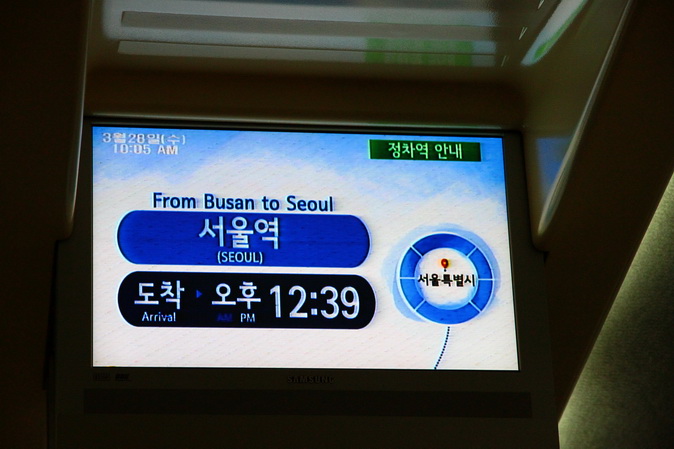 3월28일(수)
10:05 AM
정차역 안내
From Busan to Seoul
서울역
(SEOUL)
도착 오후 12:39
Arrival AM PM
서울특별시
SAMSUNG